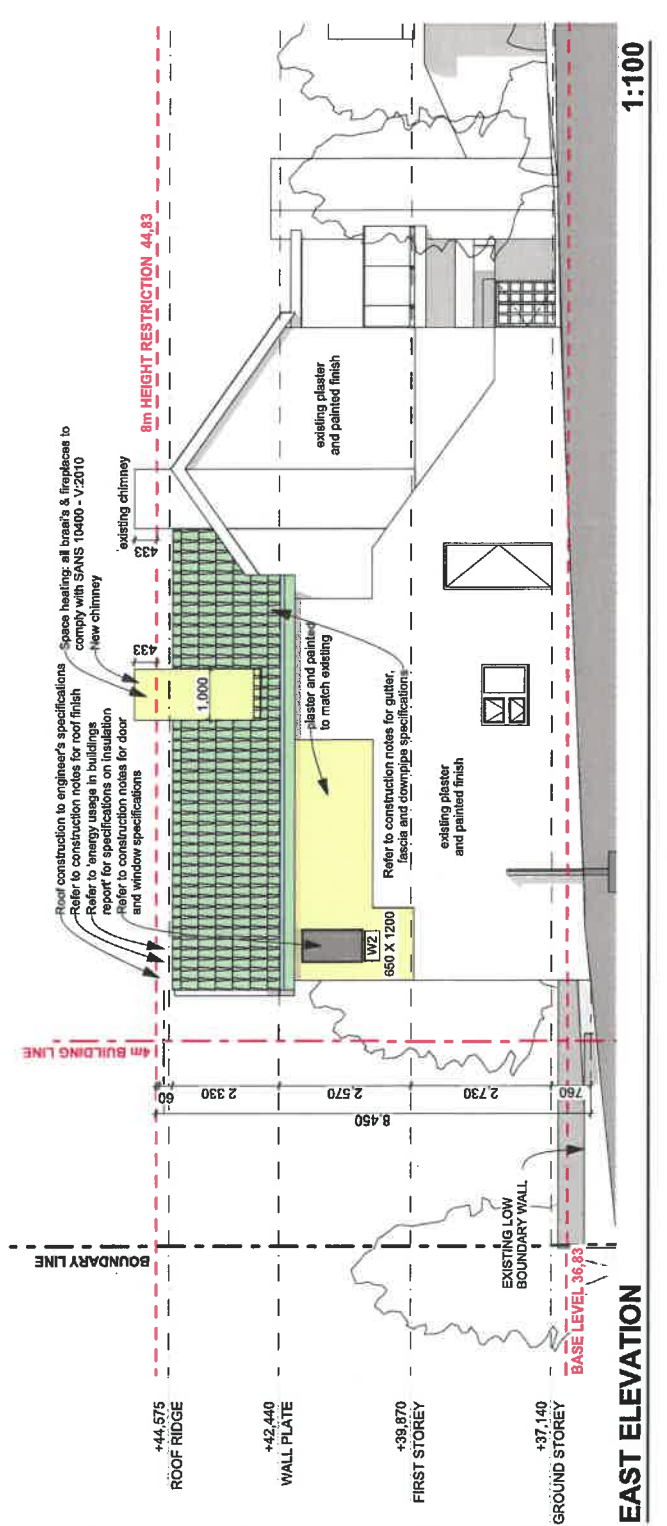 Roof construction to engineer's specifications
Refer to construction notes for roof finish
Refer to 'energy usage in buildings
report' for specifications on insulation
Refer to construction notes for door
and window specifications
Space heating: all braai's & fireplaces to
comply with SANS 10400 - V:2010
New chimney
433
433
existing chimney
8m HEIGHT RESTRICTION 44,83
1,000
4m BUILDING LINE
BOUNDARY LINE
+44,575
ROOF RIDGE
+42,440
WALL PLATE
+39,870
FIRST STOREY
+37,140
GROUND STOREY
60
2 330
2,570
2,730
760
8,450
W2
650 X 1200
plaster and painted
to match existing
Refer to construction notes for gutter,
fascia and downpipe specifications
existing plaster
and painted finish
existing plaster
and painted finish
EXISTING LOW
BOUNDARY WALL
BASE LEVEL 36,83
EAST ELEVATION
1:100